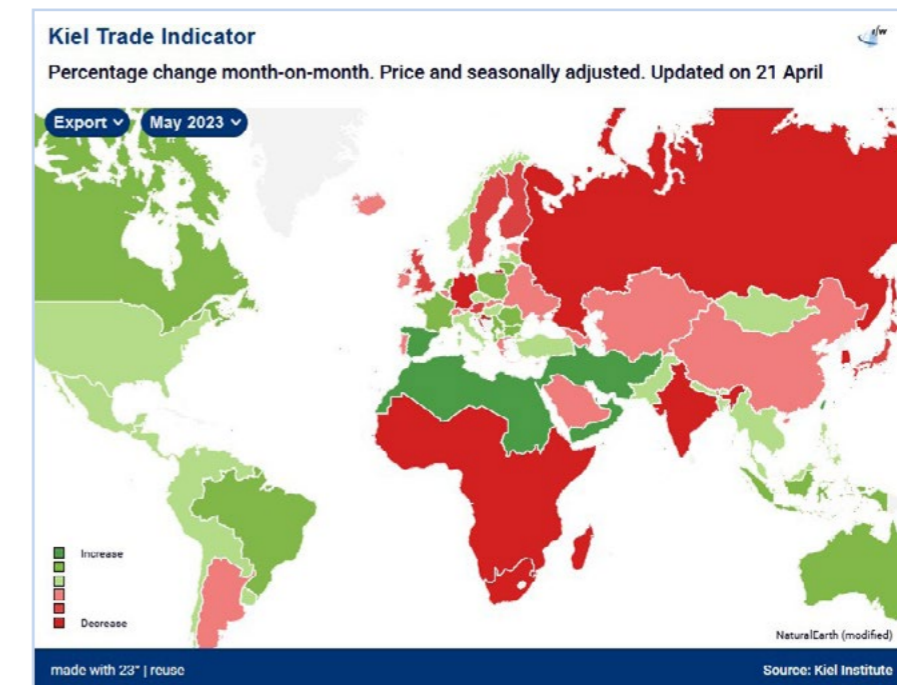 Kiel Trade Indicator
ifw
Percentage change month-on-month. Price and seasonally adjusted. Updated on 21 April
Export May 2023
Increase
Decrease
NaturalEarth (modified)
made with 23° | reuse Source: Kiel Institute